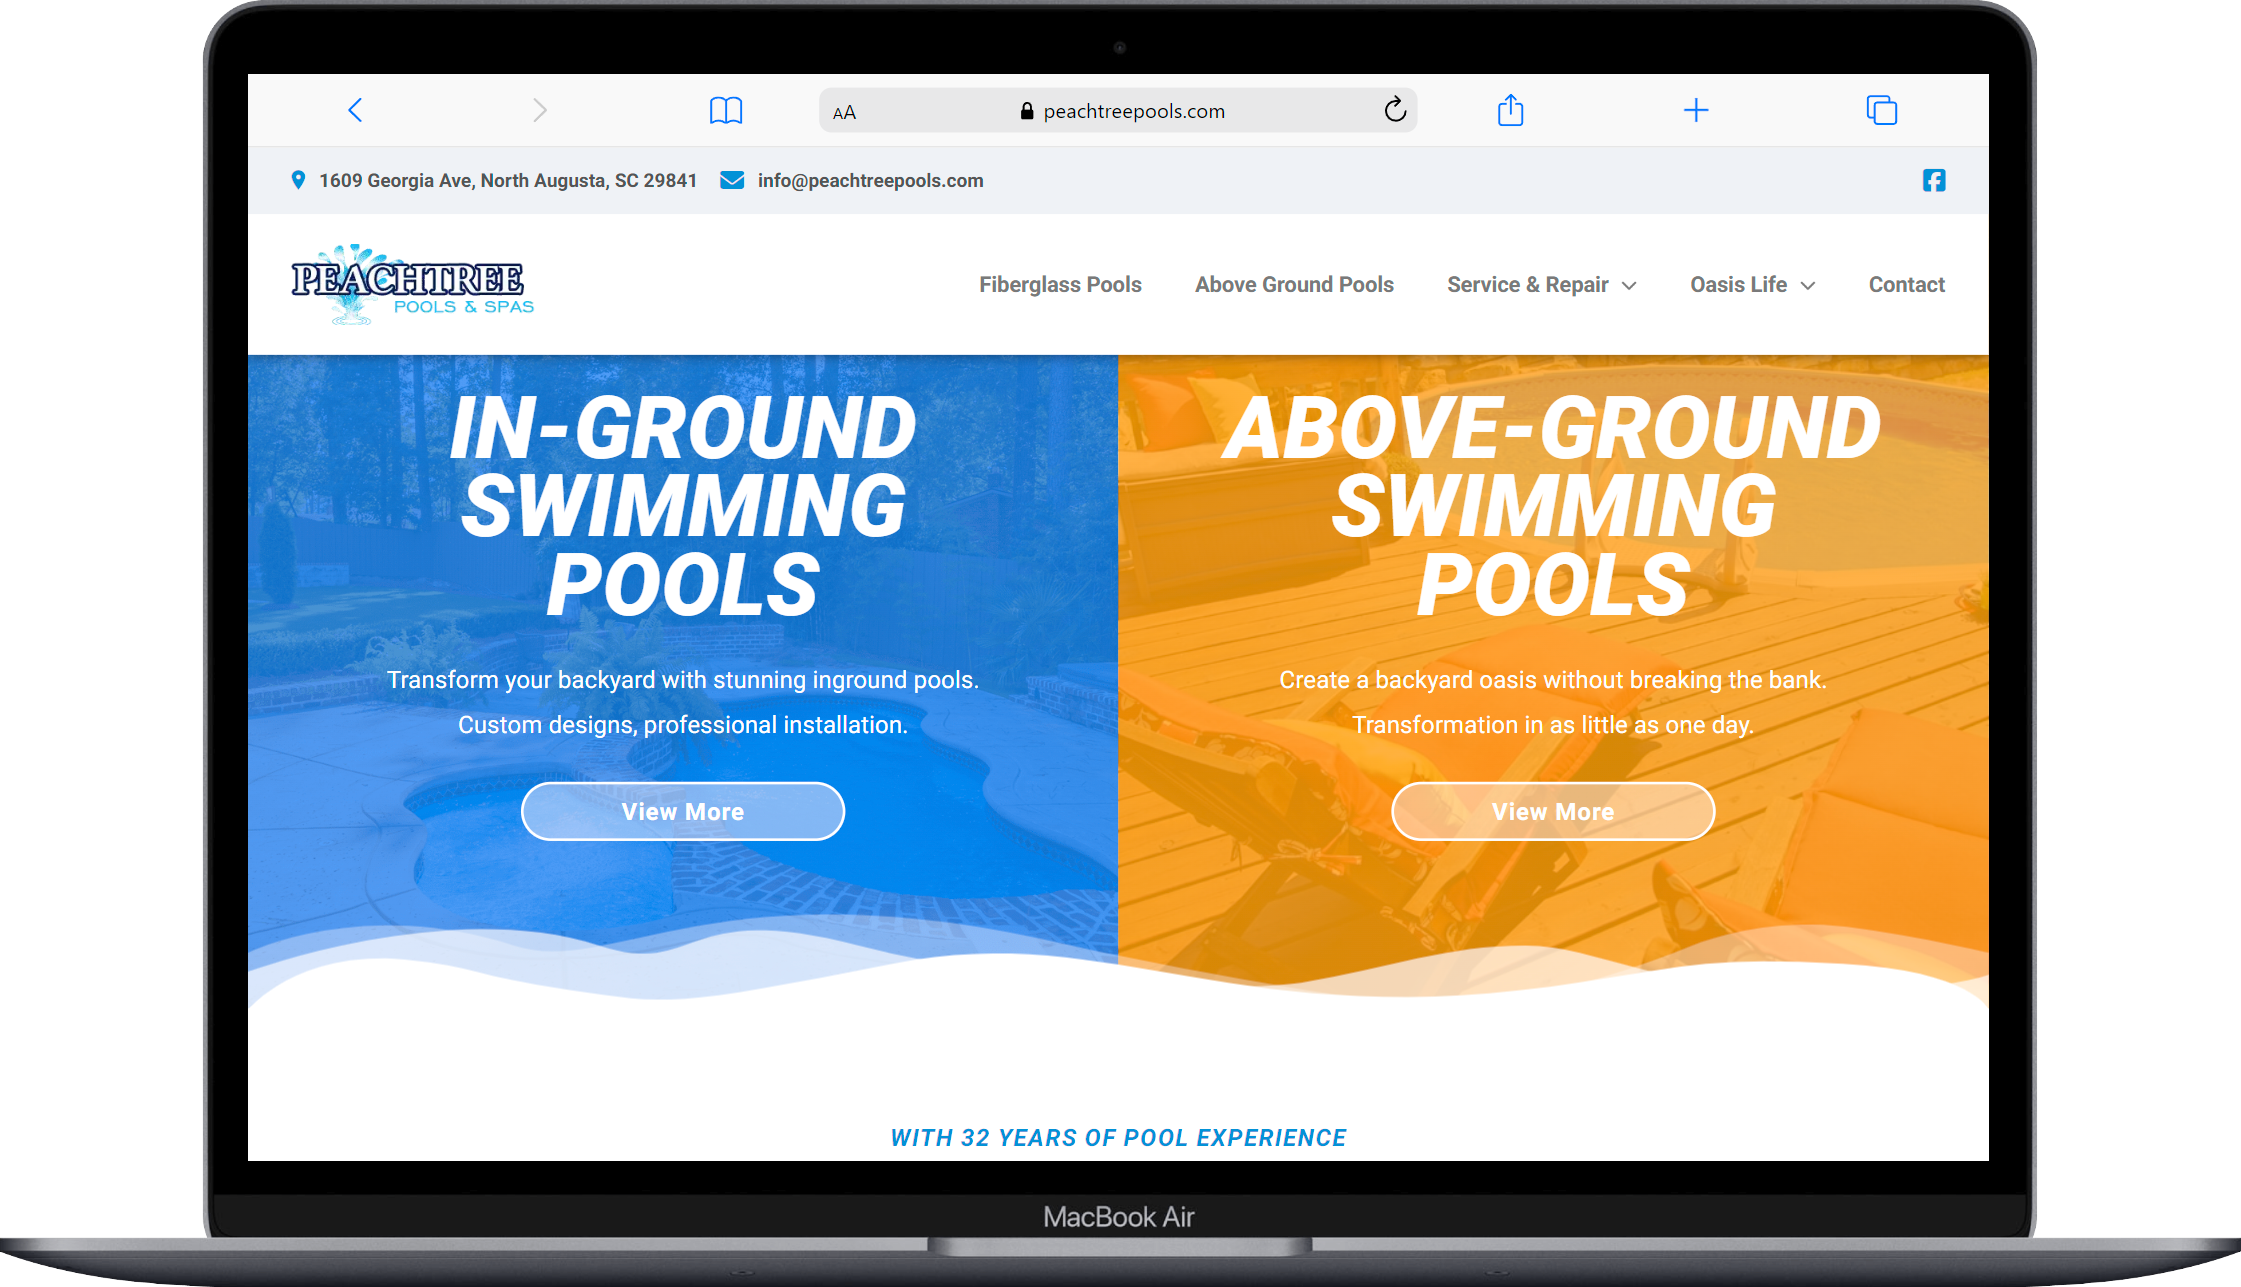 AA
peachtreepools.com
1609 Georgia Ave, North Augusta, SC 29841
info@peachtreepools.com
PEACHTREE
POOLS & SPAS
Fiberglass Pools
Above Ground Pools
Service & Repair
Oasis Life
Contact
IN-GROUND
SWIMMING
POOLS
Transform your backyard with stunning inground pools.
Custom designs, professional installation.
View More
ABOVE-GROUND
SWIMMING
POOLS
Create a backyard oasis without breaking the bank.
Transformation in as little as one day.
View More
WITH 32 YEARS OF POOL EXPERIENCE
MacBook Air